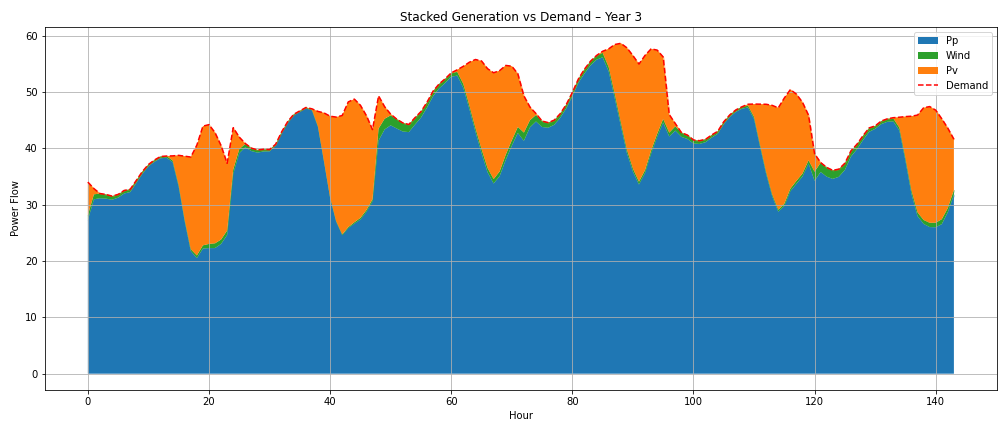 Stacked Generation vs Demand – Year 3
Pp
Wind
Pv
Demand
Power Flow
60
50
40
30
20
10
0
0 20 40 60 80 100 120 140
Hour